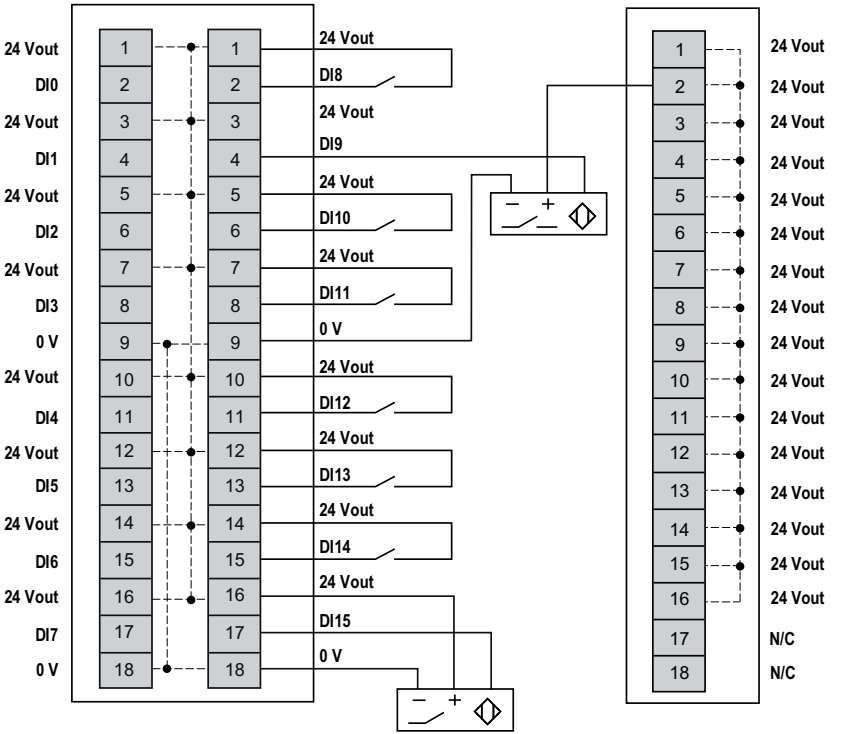 24 Vout 1 1 24 Vout
DI0 2 2 DI8
24 Vout 3 3 24 Vout
DI1 4 4 DI9
24 Vout 5 5 24 Vout
DI2 6 6 DI10
24 Vout 7 7 24 Vout
DI3 8 8 DI11
0 V 9 9 0 V
24 Vout 10 10 24 Vout
DI4 11 11 DI12
24 Vout 12 12 24 Vout
DI5 13 13 DI13
24 Vout 14 14 24 Vout
DI6 15 15 DI14
24 Vout 16 16 24 Vout
DI7 17 17 DI15
0 V 18 18 0 V
− +
− +
1 24 Vout
2 24 Vout
3 24 Vout
4 24 Vout
5 24 Vout
6 24 Vout
7 24 Vout
8 24 Vout
9 24 Vout
10 24 Vout
11 24 Vout
12 24 Vout
13 24 Vout
14 24 Vout
15 24 Vout
16 24 Vout
17 N/C
18 N/C